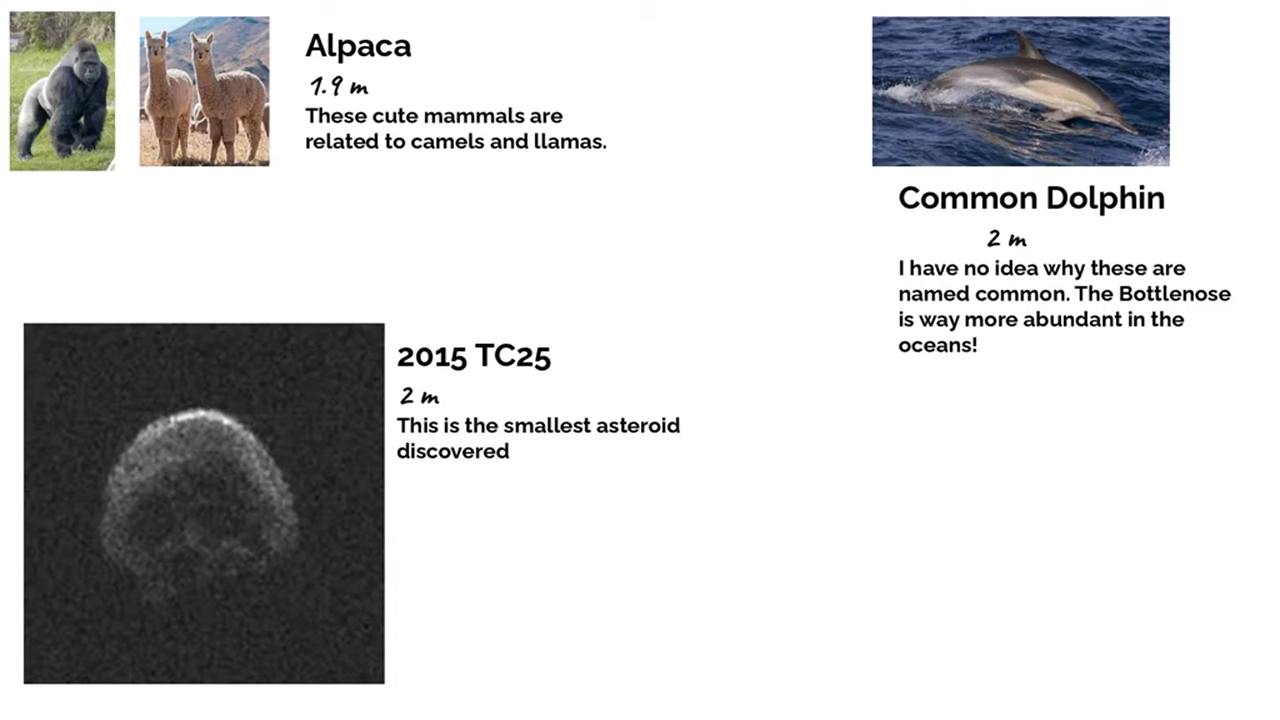 Alpaca
1.9 m
These cute mammals are
related to camels and llamas.
Common Dolphin
2 m
I have no idea why these are
named common. The Bottlenose
is way more abundant in the
oceans!
2015 TC25
2 m
This is the smallest asteroid
discovered